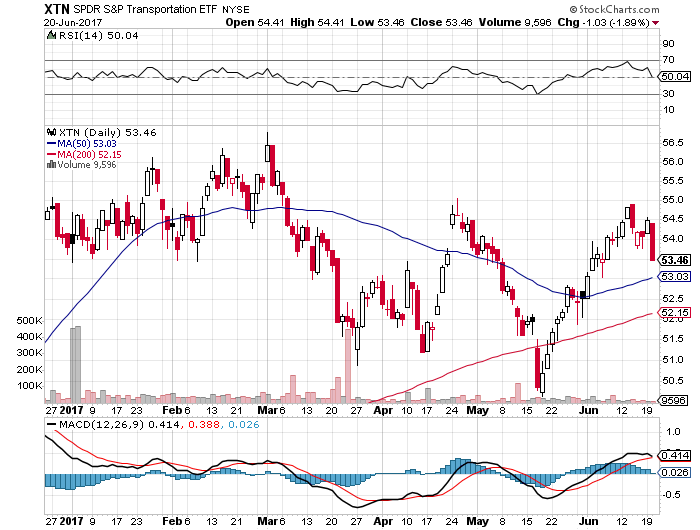 XTN SPDR S&P Transportation ETF NYSE © StockCharts.com
20-Jun-2017 Open 54.41 High 54.41 Low 53.46 Close 53.46 Volume 9,596 Chg -1.03 (-1.89%)
RSI(14) 50.04
90
70
50.04
30
10
XTN (Daily) 53.46
MA(50) 53.03
MA(200) 52.15
Volume 9,596
56.5
56.0
55.5
55.0
54.5
54.0
53.46
53.03
52.5
52.15
51.5
51.0
50.5
9596
500K
400K
300K
200K
100K
27 2017 9 17 23 Feb 6 13 21 Mar 6 13 20 27 Apr 10 17 24 May 8 15 22 Jun 12 19
MACD(12,26,9) 0.414, 0.388, 0.026
1.0
0.414
0.026
-0.5
27 2017 9 17 23 Feb 6 13 21 Mar 6 13 20 27 Apr 10 17 24 May 8 15 22 Jun 12 19